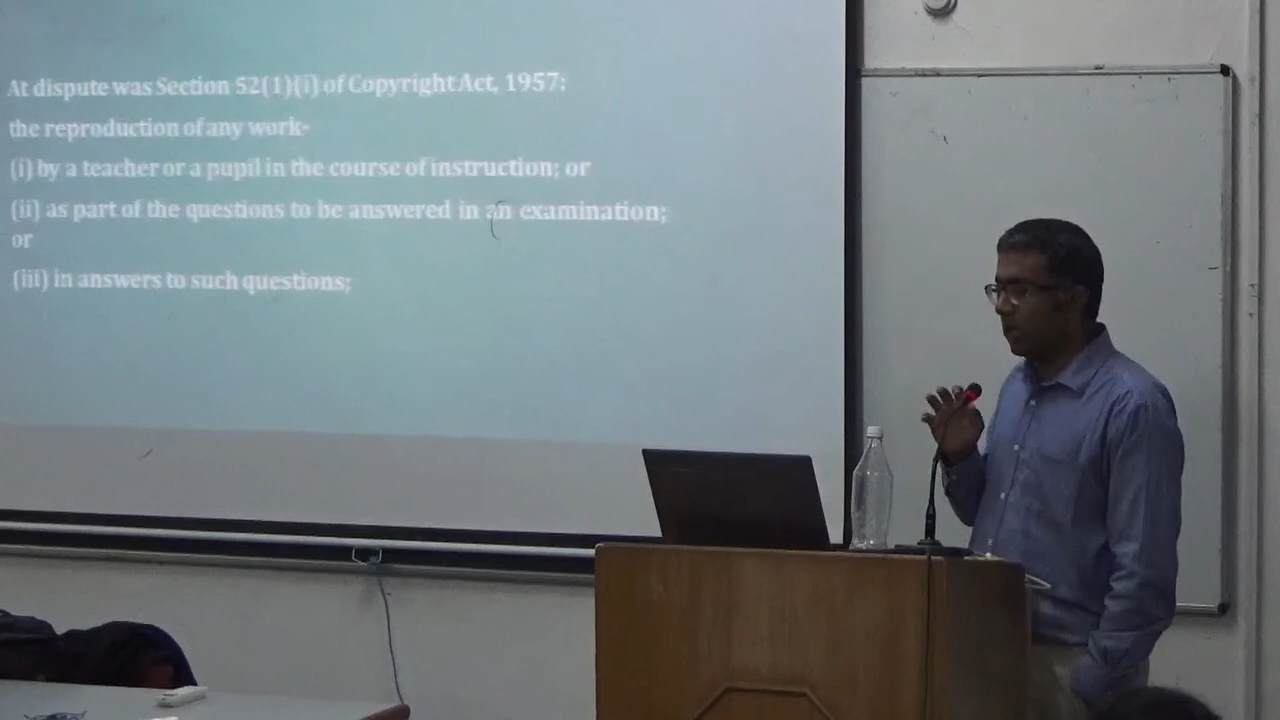 At dispute was Section 52(1)(i) of Copyright Act, 1957:
the reproduction of any work-
(i) by a teacher or a pupil in the course of instruction; or
(ii) as part of the questions to be answered in an examination;
or
(iii) in answers to such questions;